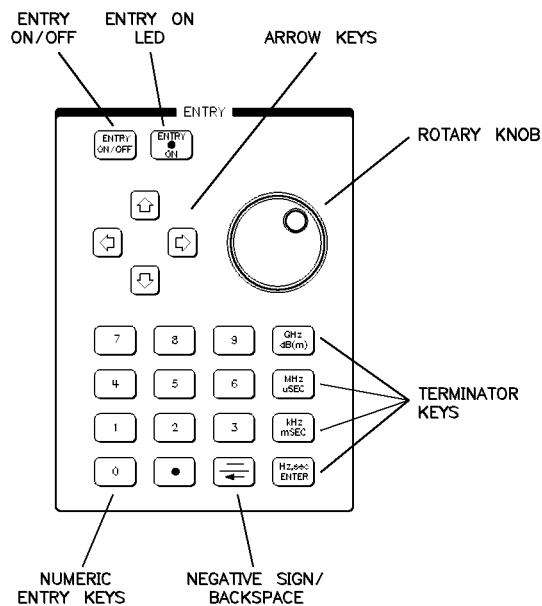 ENTRY
ON/OFF
ENTRY ON
LED
ARROW KEYS
ENTRY
ENTRY
ON/OFF
ENTRY
ON
ROTARY KNOB
7
8
9
GHz
dB(m)
4
5
6
MHz
uSEC
TERMINATOR
KEYS
1
2
3
kHz
mSEC
0
Hz,sec
ENTER
NUMERIC
ENTRY KEYS
NEGATIVE SIGN/
BACKSPACE